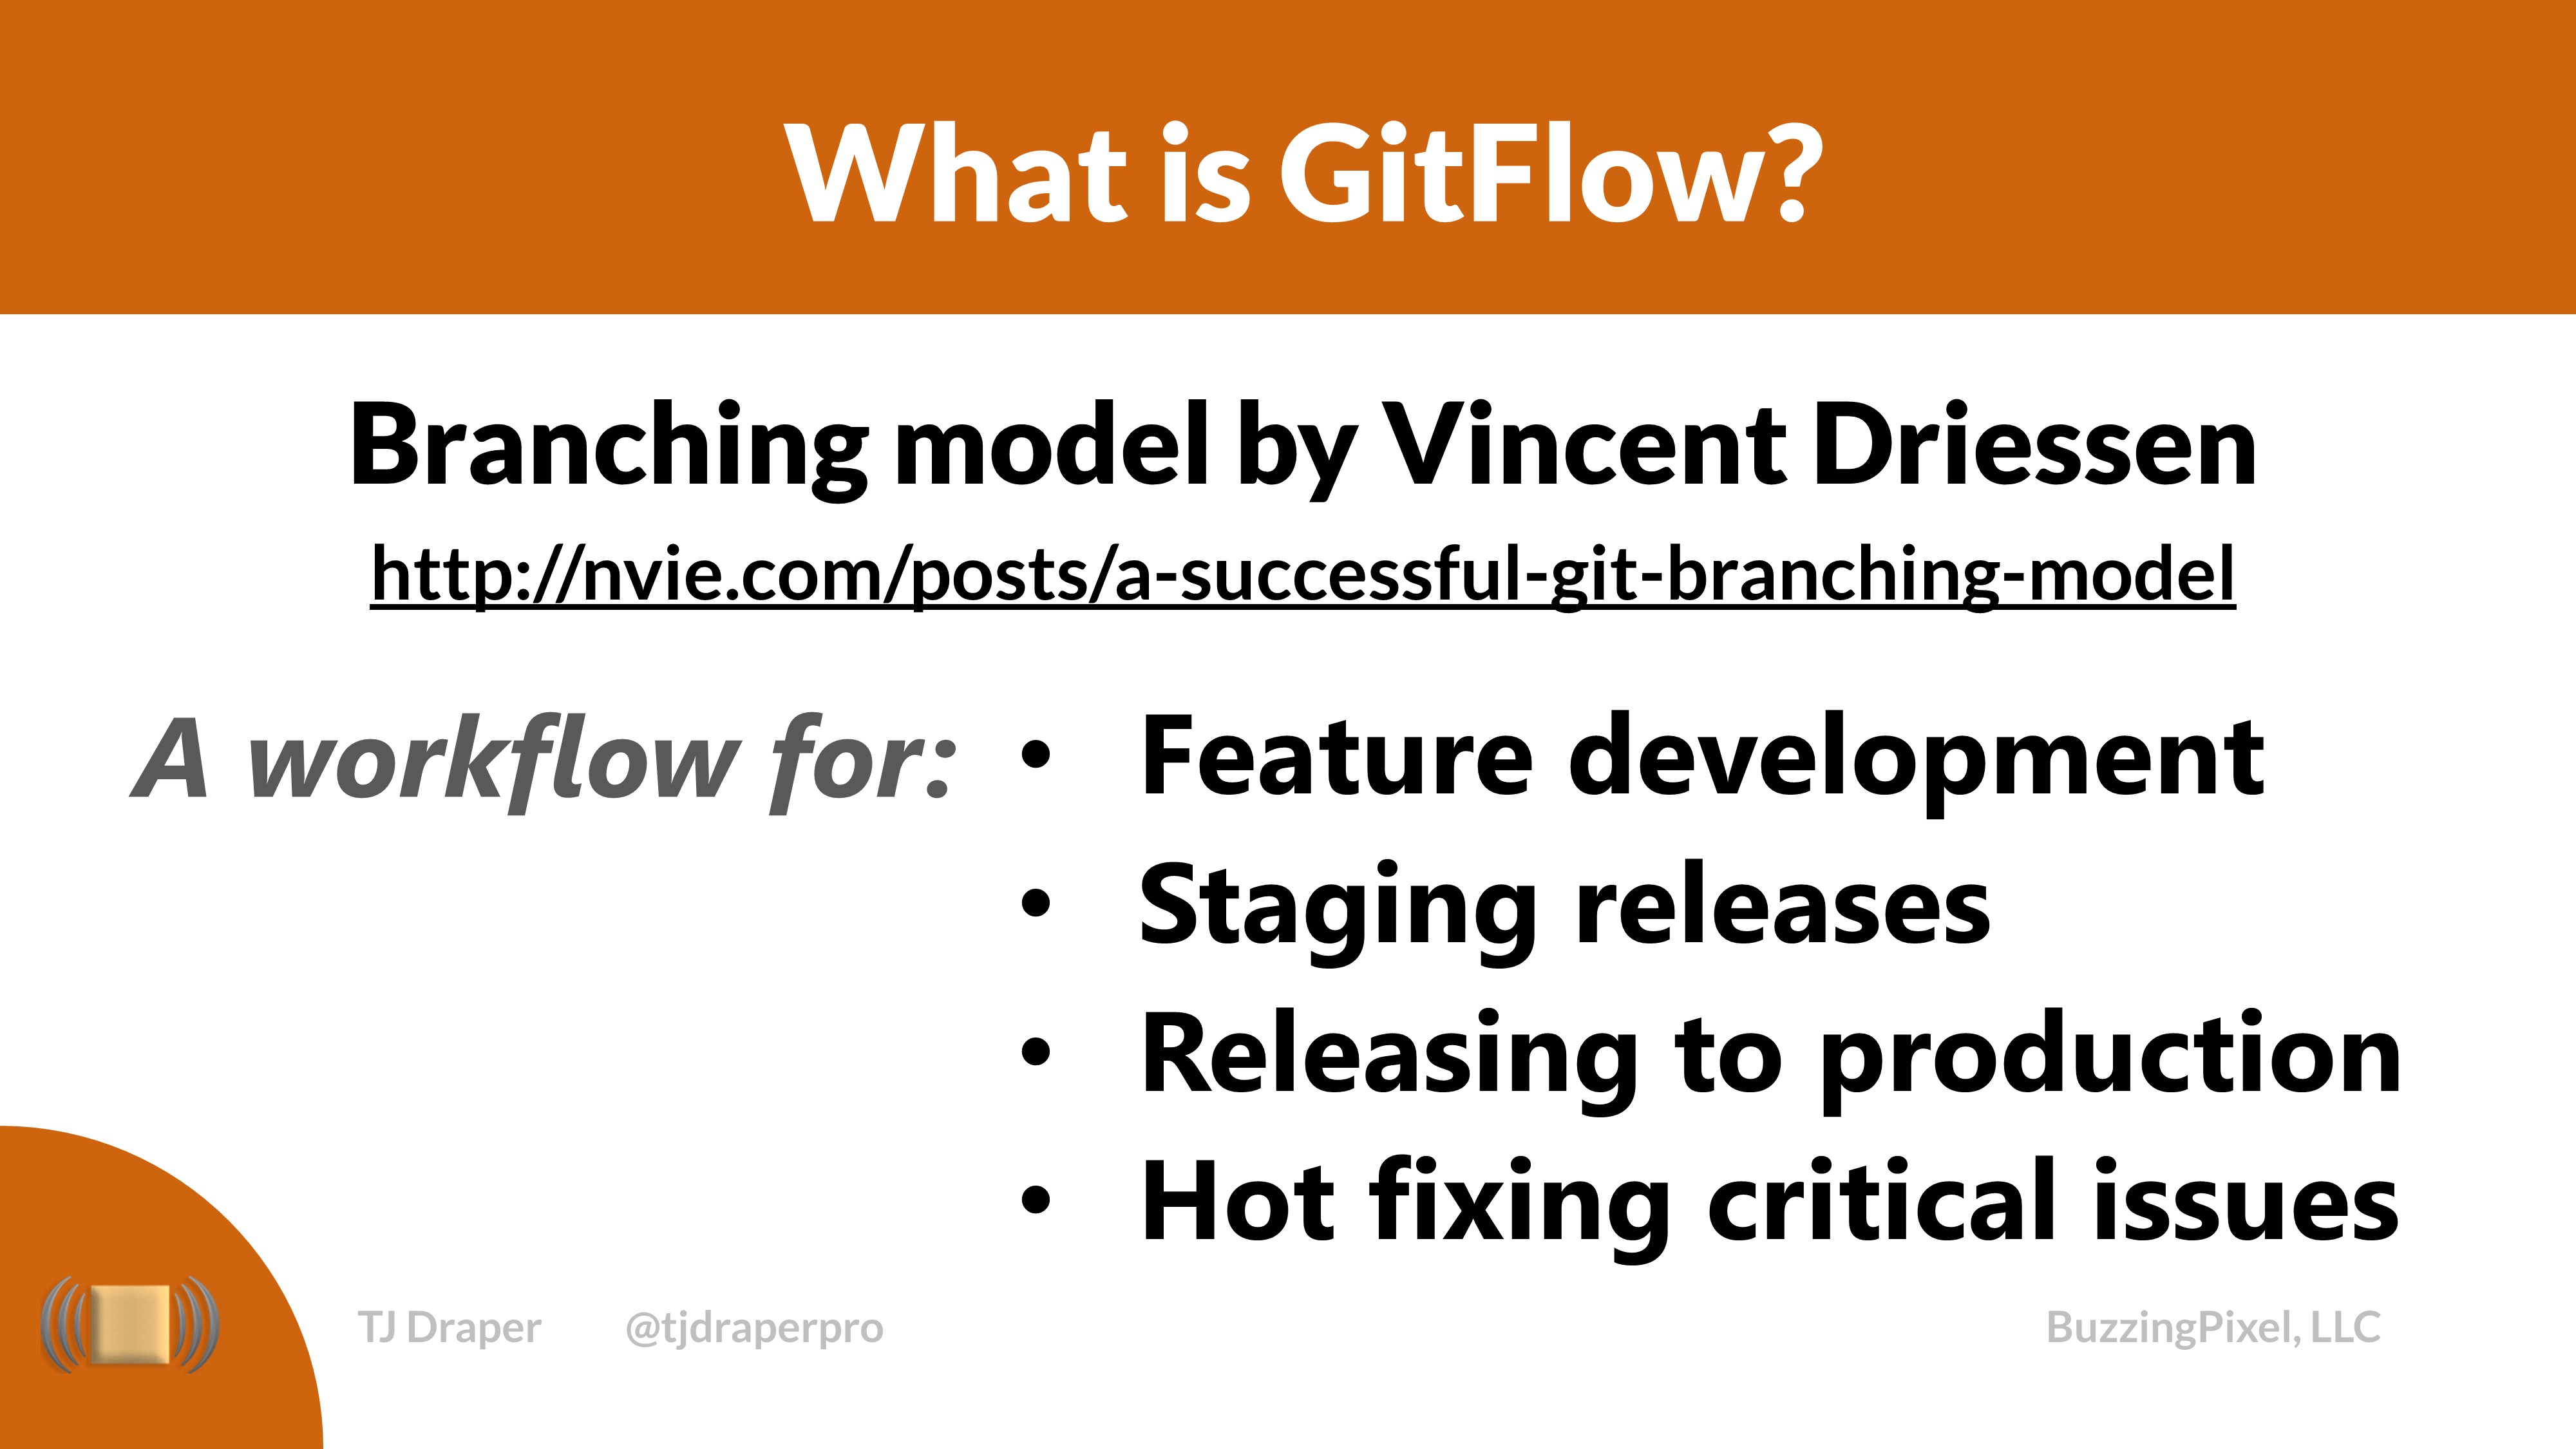 What is GitFlow?
Branching model by Vincent Driessen
http://nvie.com/posts/a-successful-git-branching-model
A workflow for:
• Feature development
• Staging releases
• Releasing to production
• Hot fixing critical issues
TJ Draper @tjdraperpro BuzzingPixel, LLC